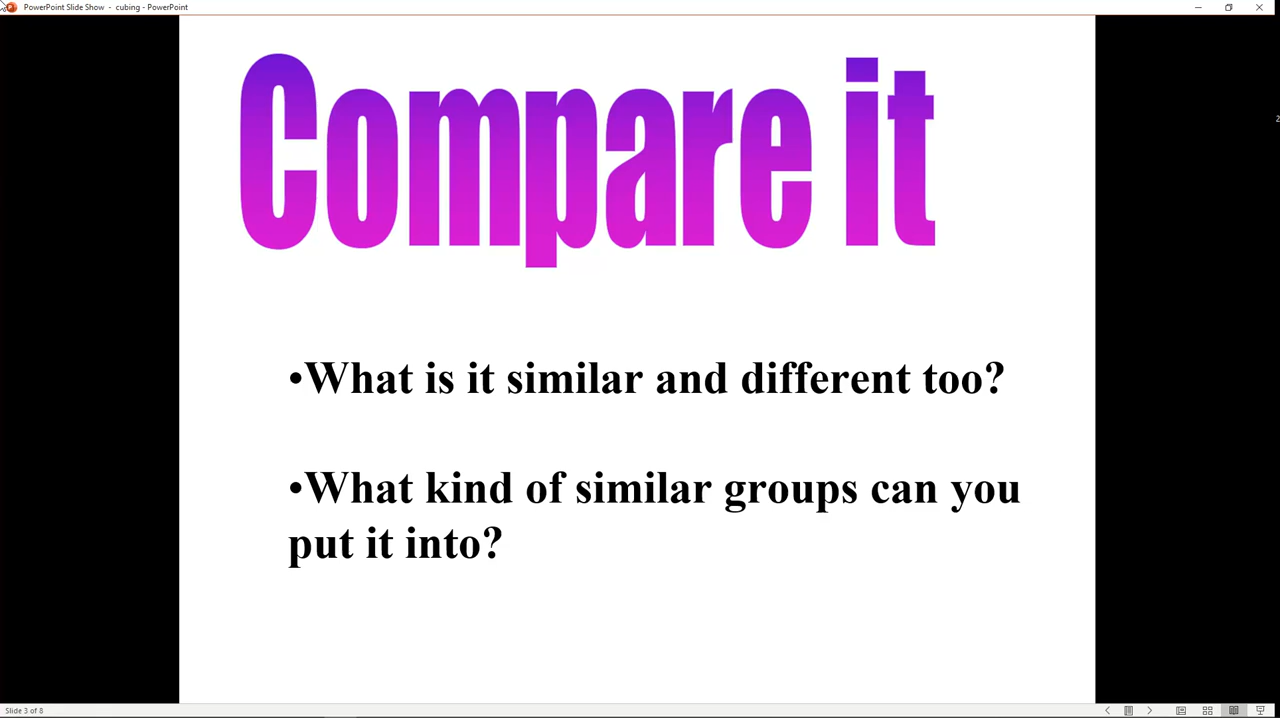 PowerPoint Slide Show - cubing - PowerPoint
Compare it
2
•What is it similar and different too?
•What kind of similar groups can you
put it into?
Slide 3 of 8